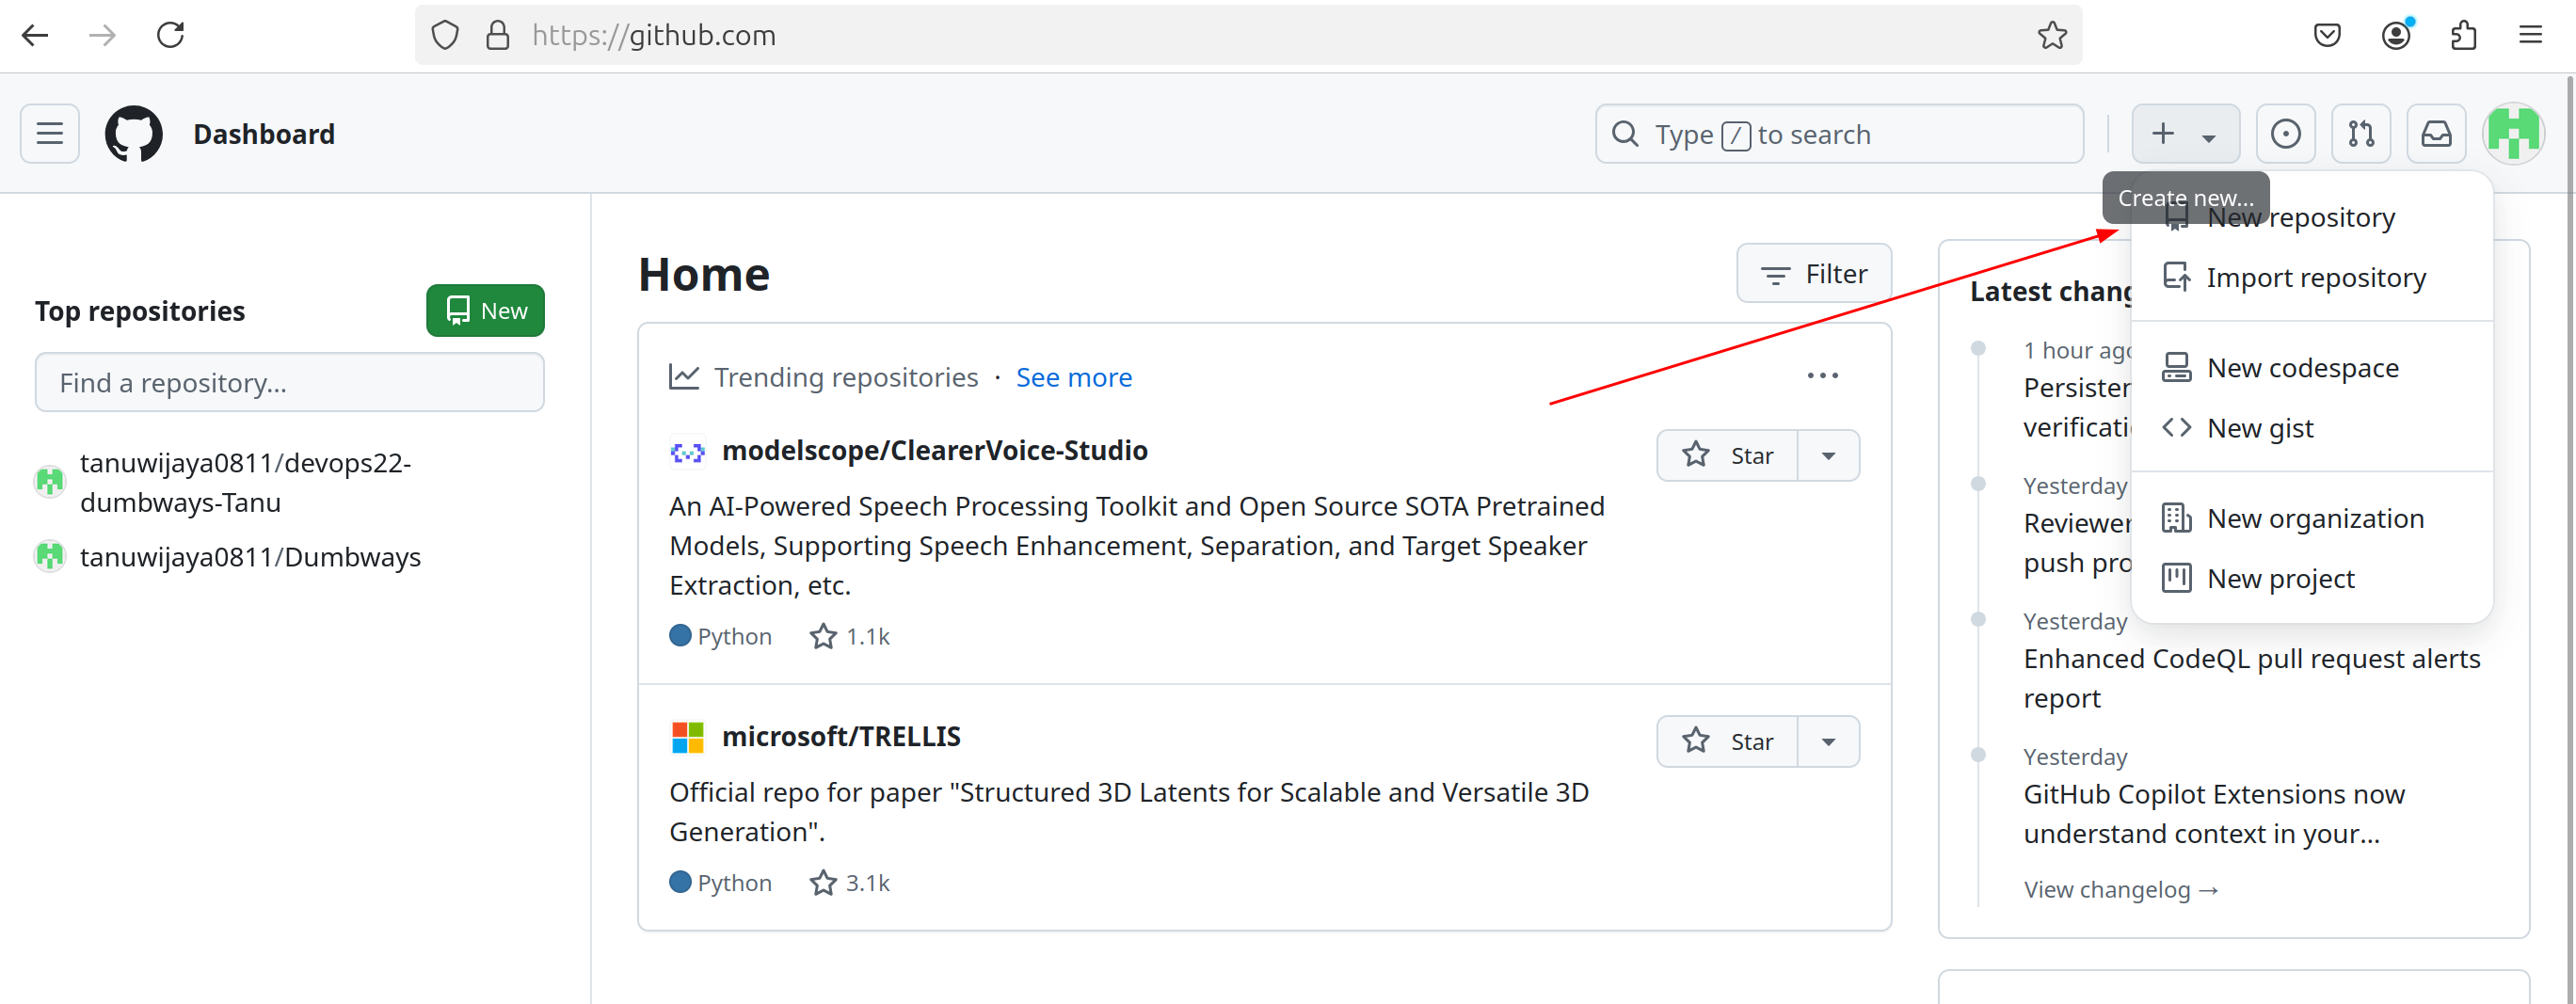 https://github.com
Dashboard
Type / to search
Create new...
New repository
Import repository
New codespace
New gist
New organization
New project
Top repositories
New
Find a repository...
tanuwijaya0811/devops22-
dumbways-Tanu
tanuwijaya0811/Dumbways
Home
Filter
Trending repositories · See more
modelscope/ClearerVoice-Studio
Star
An AI-Powered Speech Processing Toolkit and Open Source SOTA Pretrained
Models, Supporting Speech Enhancement, Separation, and Target Speaker
Extraction, etc.
Python 1.1k
microsoft/TRELLIS
Star
Official repo for paper "Structured 3D Latents for Scalable and Versatile 3D
Generation".
Python 3.1k
Latest chang
1 hour ago
Persister
verificati
Yesterday
Reviewer
push pro
Yesterday
Enhanced CodeQL pull request alerts
report
Yesterday
GitHub Copilot Extensions now
understand context in your...
View changelog →